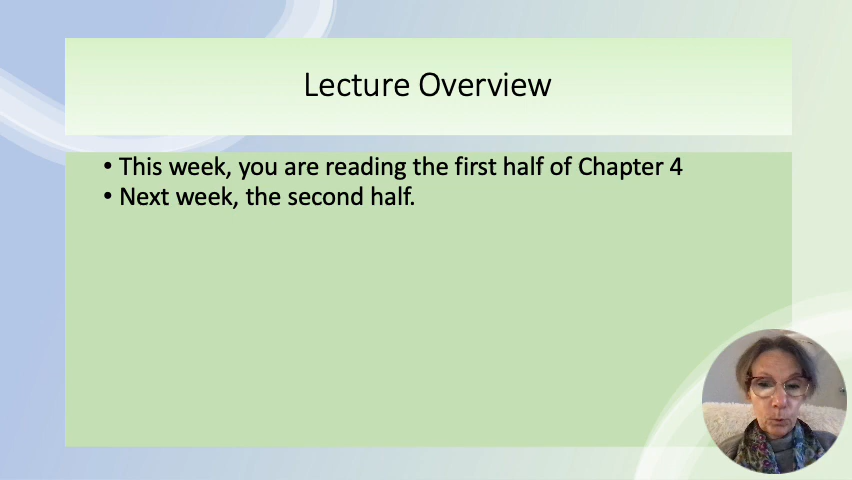 Lecture Overview
• This week, you are reading the first half of Chapter 4
• Next week, the second half.